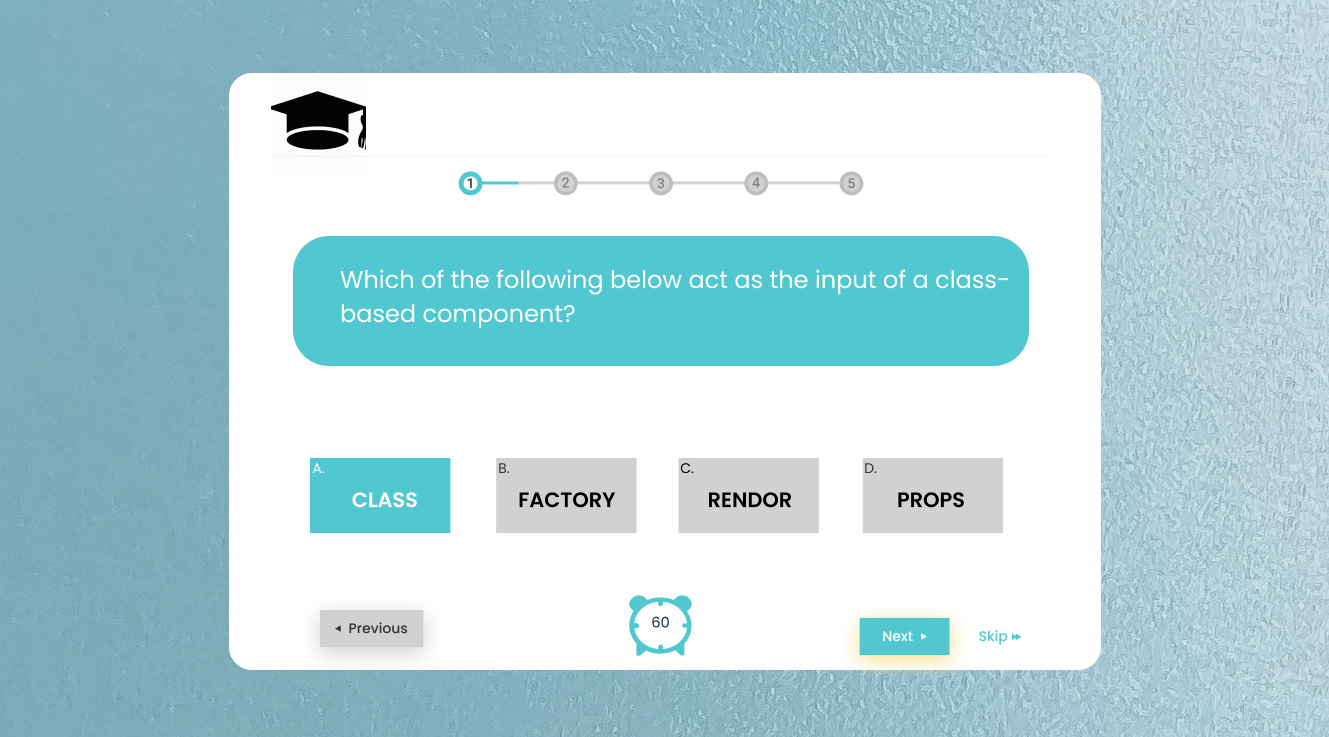 1 2 3 4 5
Which of the following below act as the input of a class-
based component?
A. B. C. D.
CLASS FACTORY RENDOR PROPS
Previous 60 Next Skip